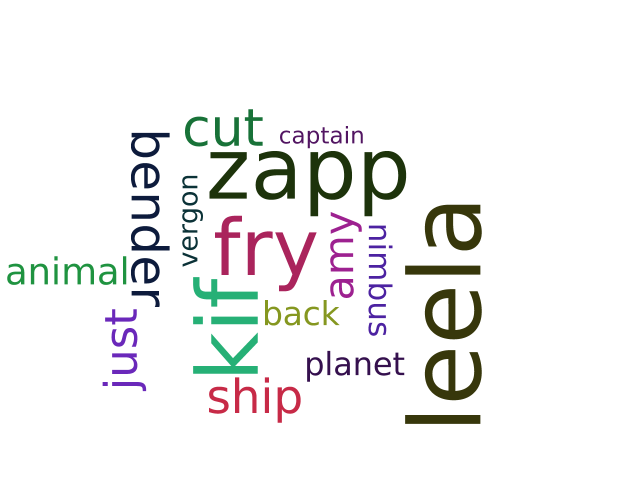 cut
captain
zapp
bender
vergon
fry
amy
nimbus
leela
animal
kif
back
just
planet
ship